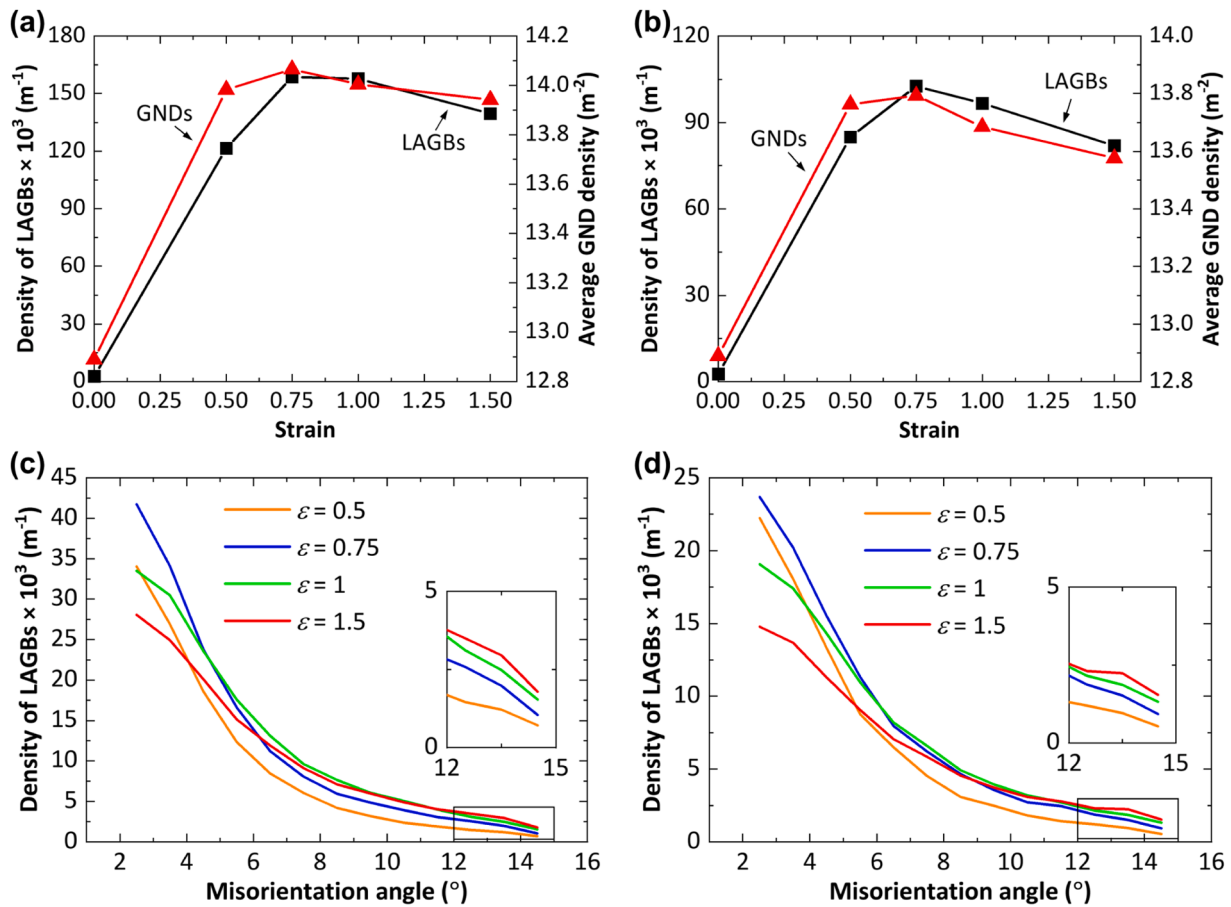 (a)
180
150
120
90
60
30
0
Density of LAGBs × 10³ (m⁻¹)
14.2
14.0
13.8
13.6
13.4
13.2
13.0
12.8
Average GND density (m⁻²)
GNDs
LAGBs
0.00 0.25 0.50 0.75 1.00 1.25 1.50
Strain
(b)
120
90
60
30
0
Density of LAGBs × 10³ (m⁻¹)
14.0
13.8
13.6
13.4
13.2
13.0
12.8
Average GND density (m⁻²)
GNDs
LAGBs
0.00 0.25 0.50 0.75 1.00 1.25 1.50
Strain
(c)
45
40
35
30
25
20
15
10
5
0
Density of LAGBs × 10³ (m⁻¹)
ε = 0.5
ε = 0.75
ε = 1
ε = 1.5
5
0
12 15
2 4 6 8 10 12 14 16
Misorientation angle (°)
(d)
25
20
15
10
5
0
Density of LAGBs × 10³ (m⁻¹)
ε = 0.5
ε = 0.75
ε = 1
ε = 1.5
5
0
12 15
2 4 6 8 10 12 14 16
Misorientation angle (°)